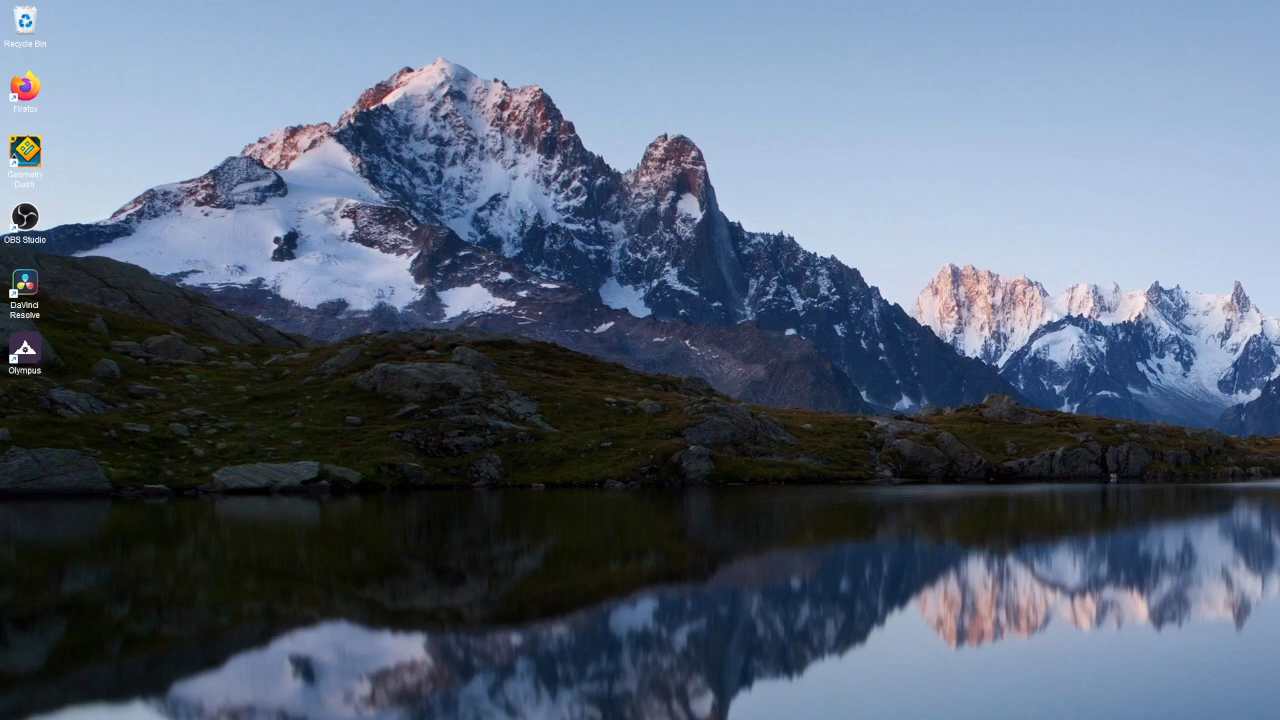 Recycle Bin
Firefox
Geometry
Dash
OBS Studio
DaVinci
Resolve
Olympus